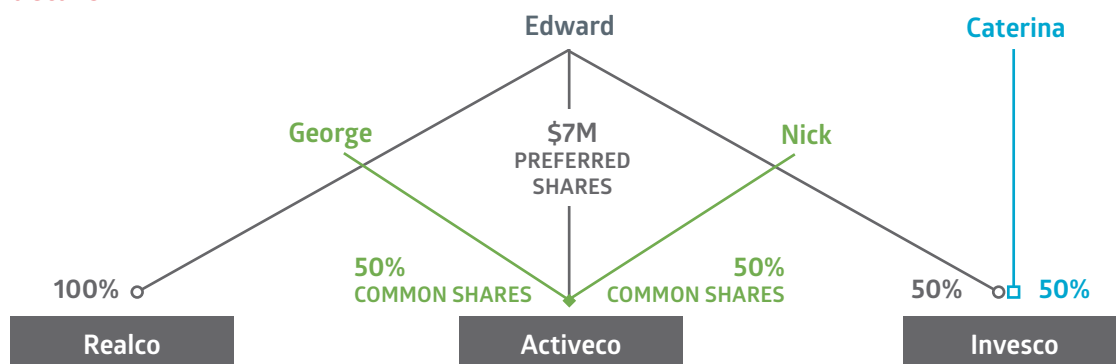 Edward
Caterina
George
$7M
PREFERRED
SHARES
Nick
50%
COMMON SHARES
50%
COMMON SHARES
100%
50%
50%
Realco
Activeco
Invesco